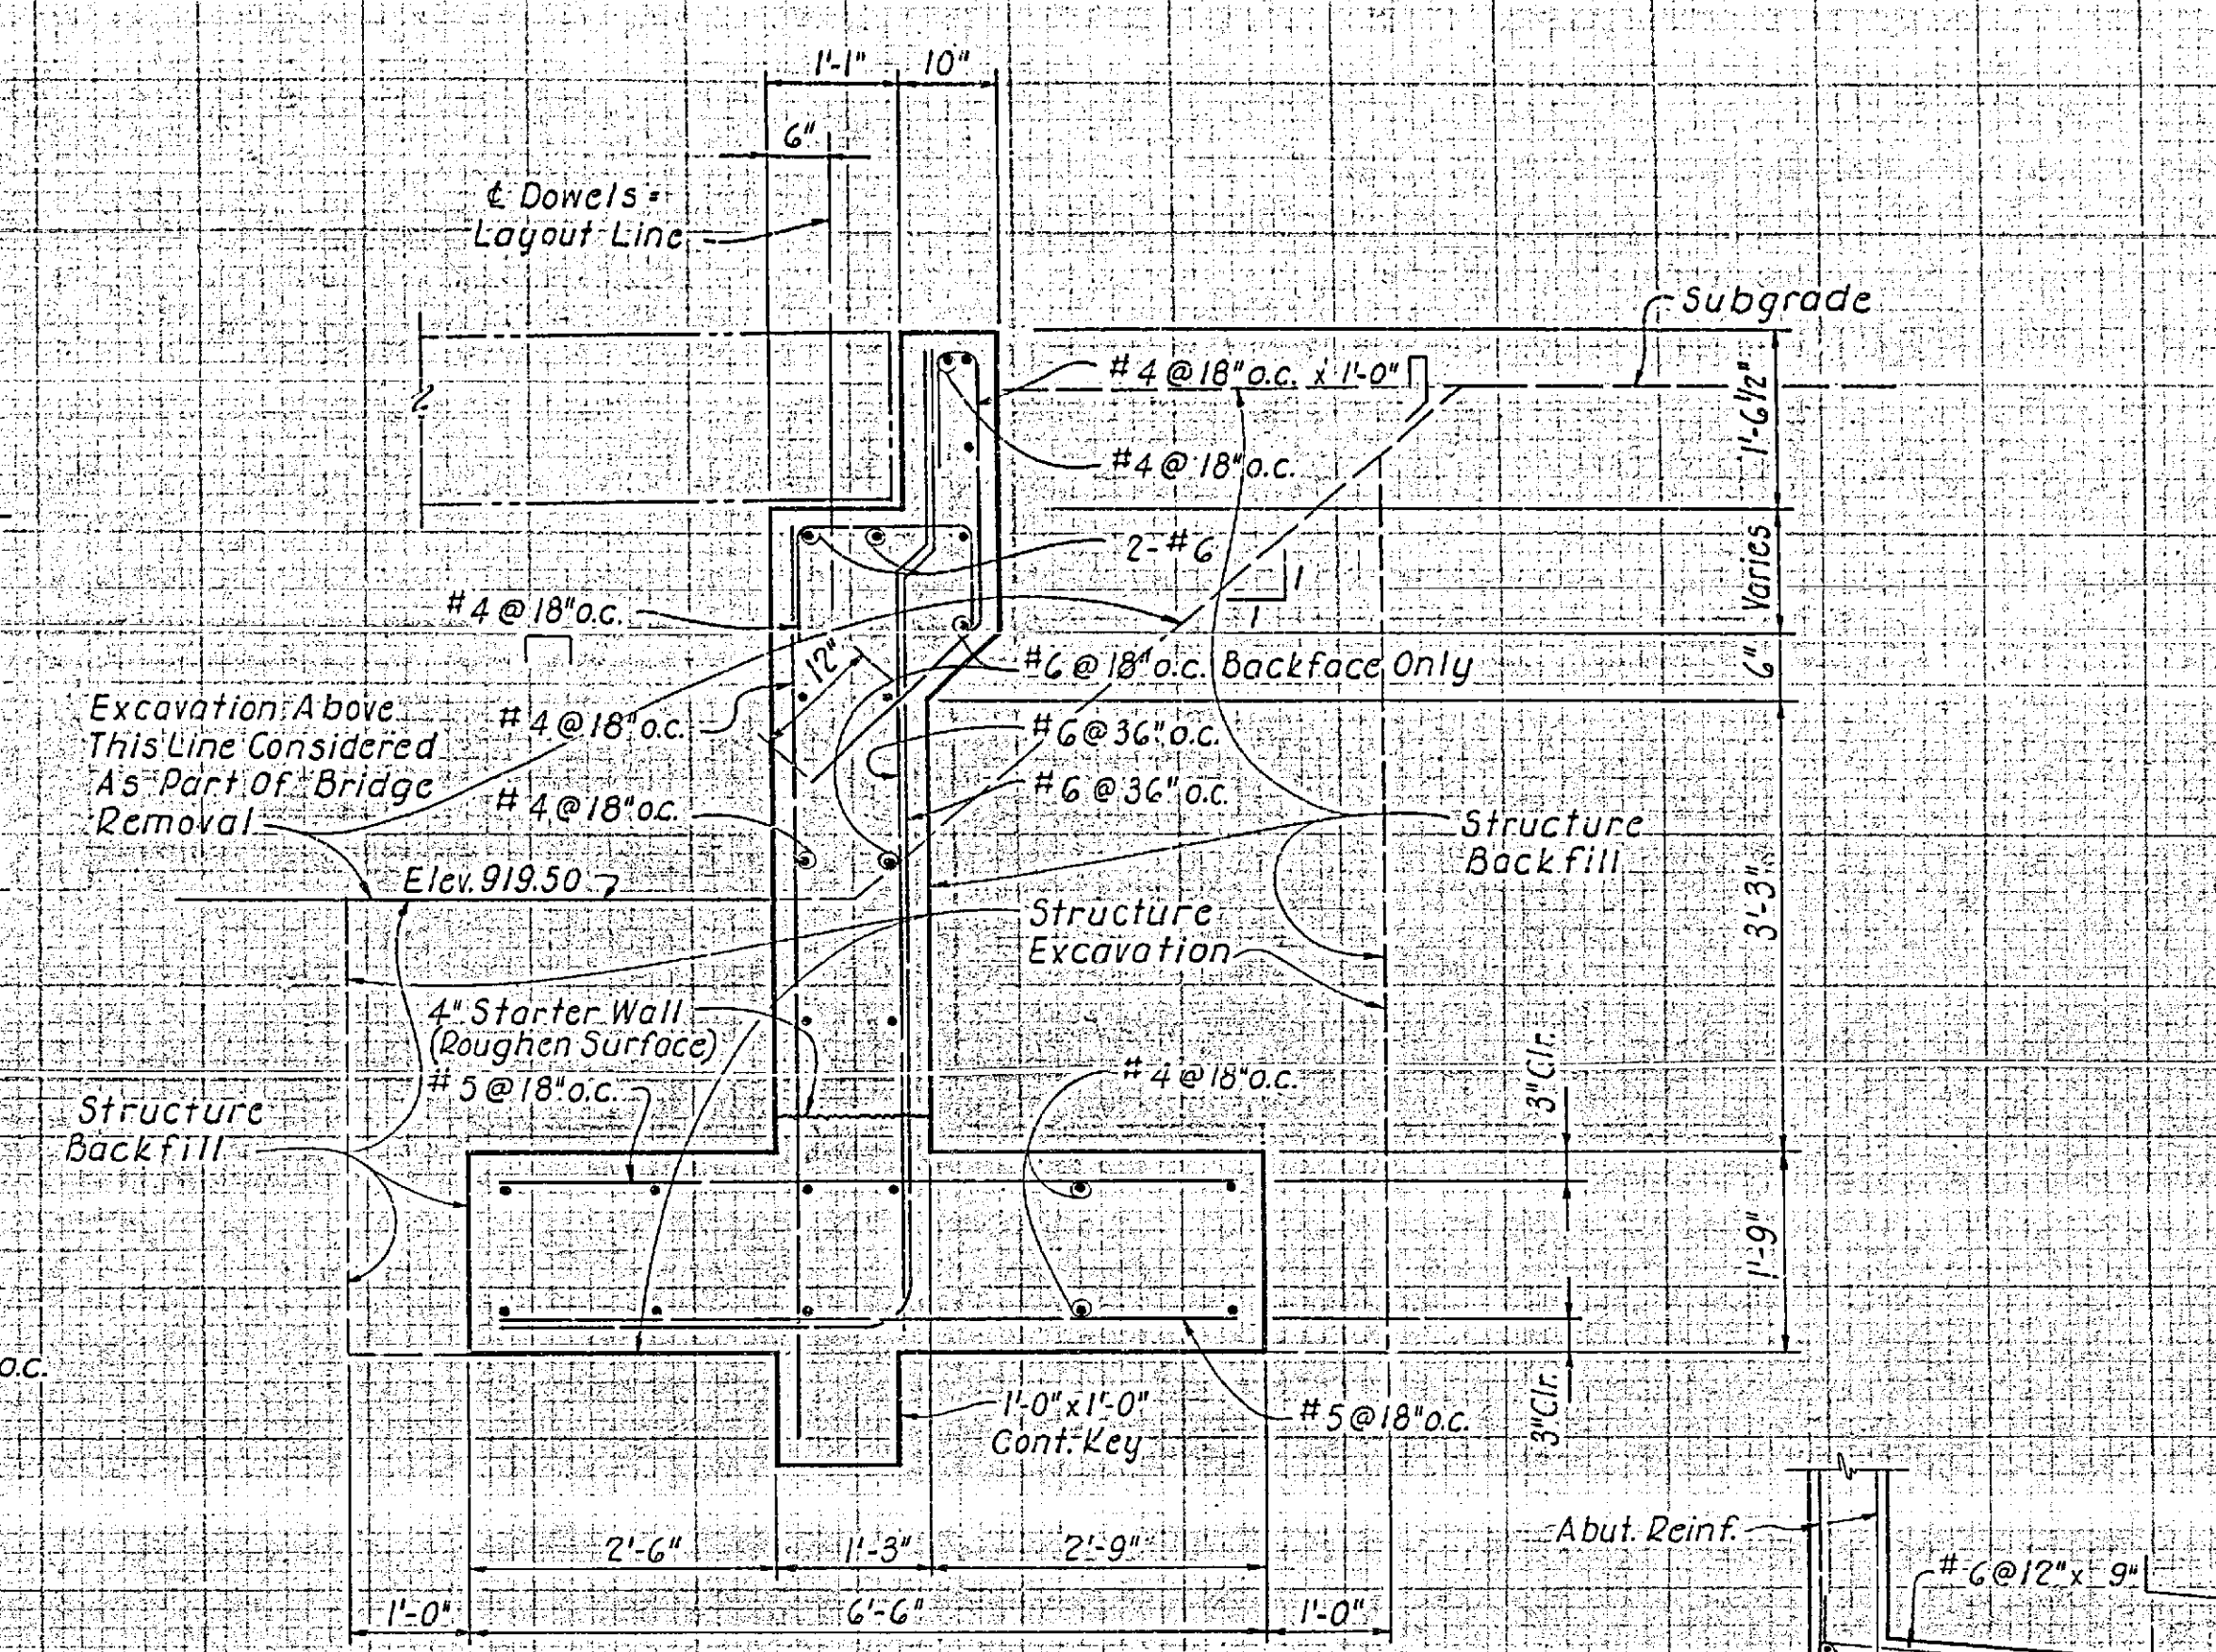 1'-1" 10"
6"
℄ Dowels =
Layout Line
Subgrade
#4 @ 18" o.c. x 1'-0"
1'-6 1/2"
#4 @ 18" o.c.
2-#6
Varies
1
1
#4 @ 18" o.c.
12"
#6 @ 18" o.c. Backface Only
6"
Excavation Above
This Line Considered
As Part Of Bridge
Removal
#4 @ 18" o.c.
#6 @ 36" o.c.
#6 @ 36" o.c.
#4 @ 18" o.c.
Structure
Backfill
Elev. 919.50
3'-3"
Structure
Excavation
4" Starter Wall
(Roughen Surface)
#5 @ 18" o.c.
#4 @ 18" o.c.
3" Clr.
Structure
Backfill
1'-9"
o.c.
1'-0" x 1'-0"
Cont. Key
#5 @ 18" o.c.
3" Clr.
Abut. Reinf.
2'-6" 1'-3" 2'-9"
#6 @ 12" x 9"
1'-0" 6'-6" 1'-0"